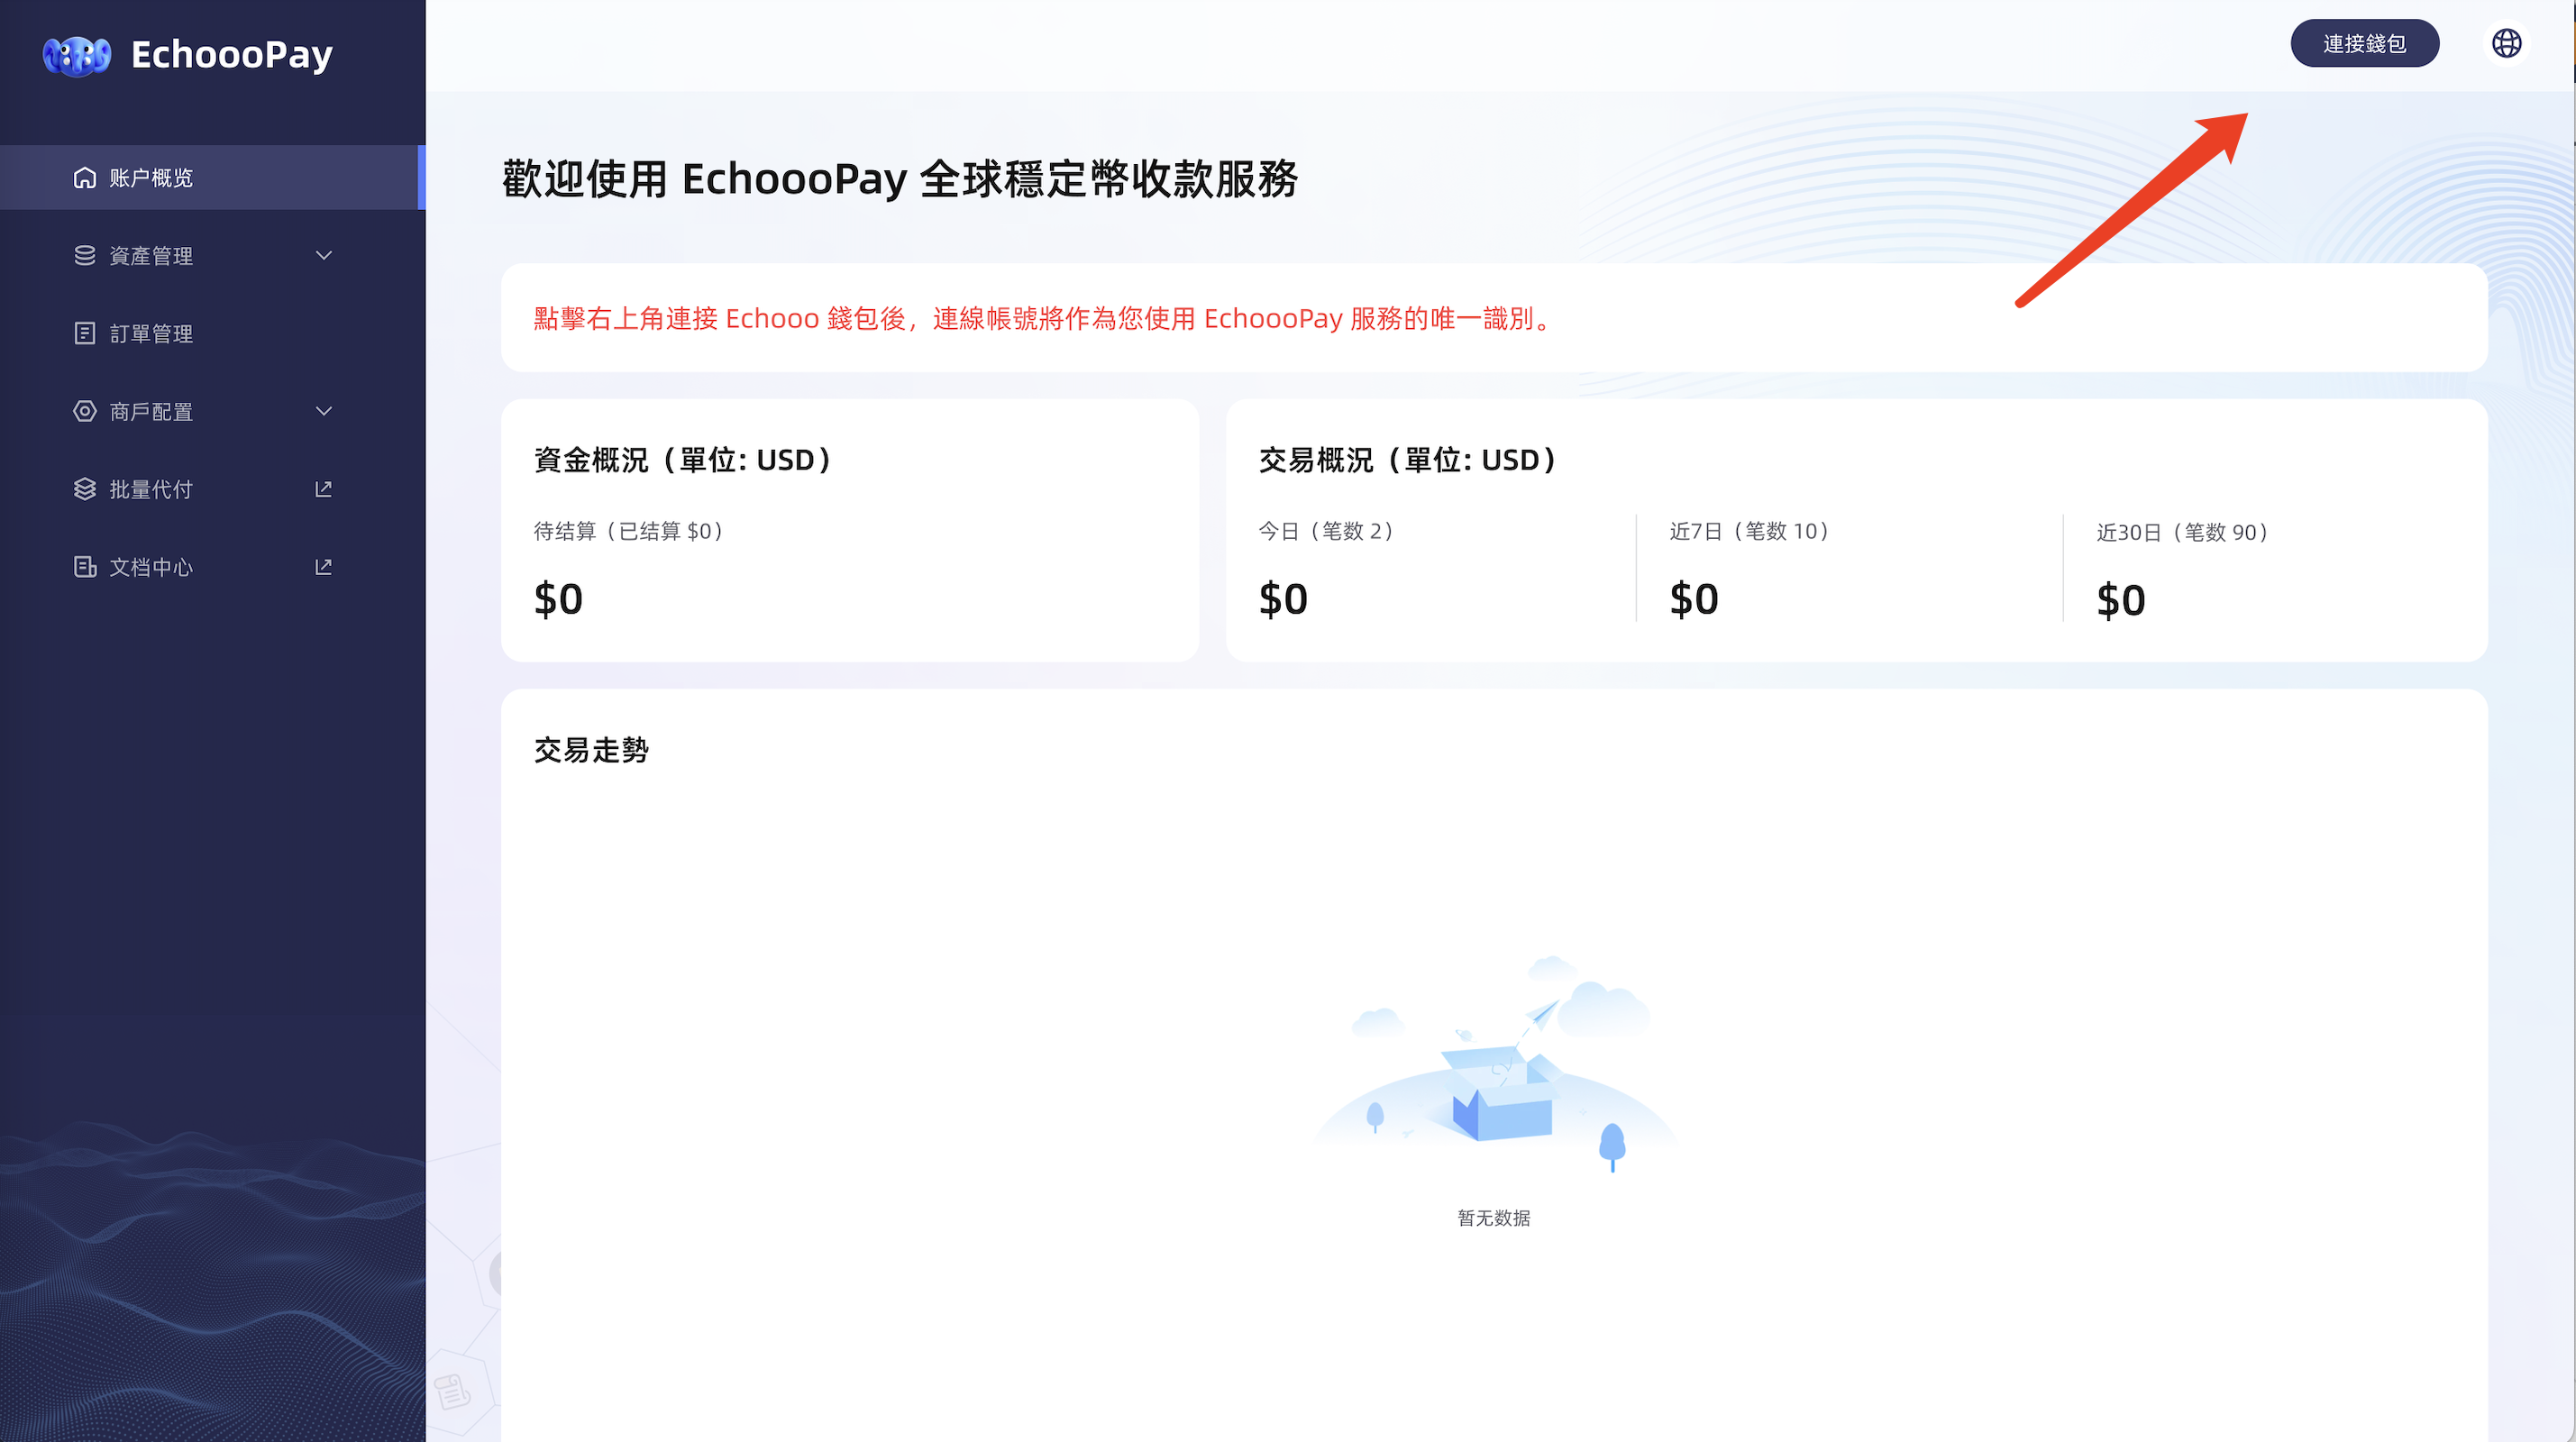 EchoooPay
連接錢包
账户概览
資產管理
訂單管理
商戶配置
批量代付
文档中心
歡迎使用 EchoooPay 全球穩定幣收款服務
點擊右上角連接 Echooo 錢包後，連線帳號將作為您使用 EchoooPay 服務的唯一識別。
資金概況（單位: USD）
待结算（已结算 $0）
$0
交易概況（單位: USD）
今日（笔数 2）
$0
近7日（笔数 10）
$0
近30日（笔数 90）
$0
交易走勢
暂无数据